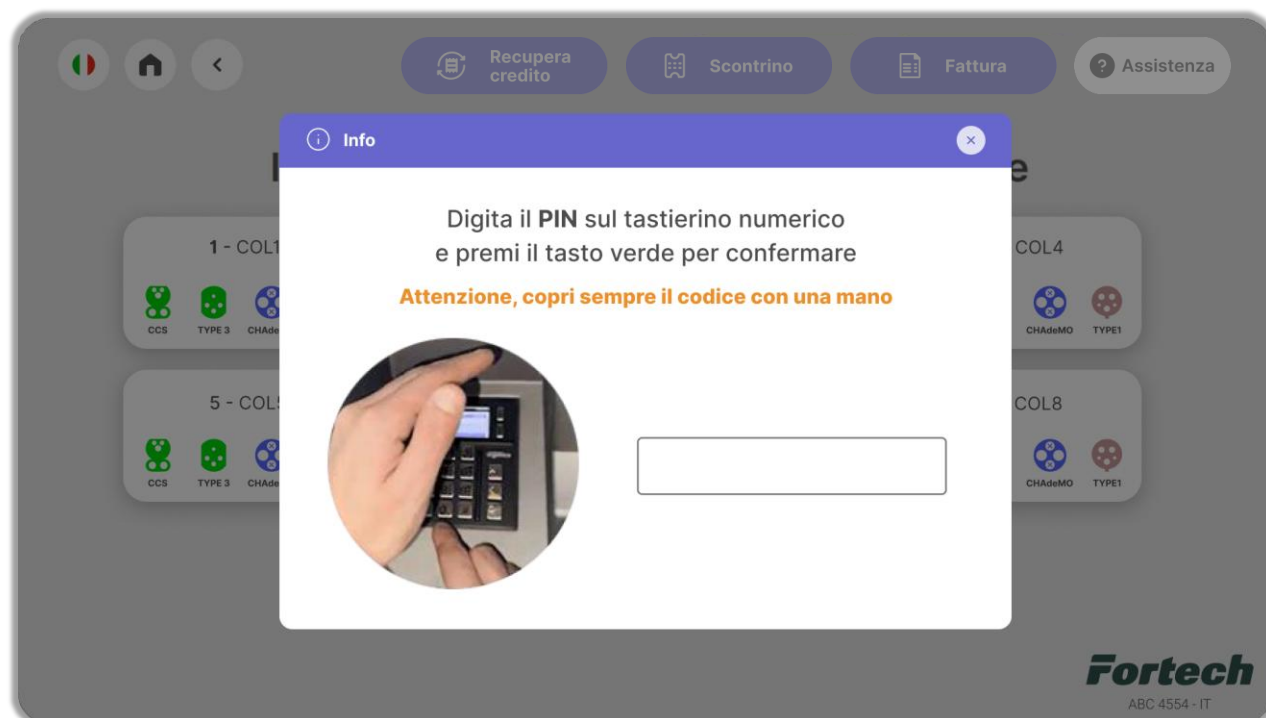 Recupera
credito
Scontrino
Fattura
? Assistenza
i Info
e
Digita il PIN sul tastierino numerico
e premi il tasto verde per confermare
Attenzione, copri sempre il codice con una mano
1 - COL1
COL4
CCS
TYPE 3
CHAde
CHAdeMO
TYPE1
5 - COL5
COL8
CCS
TYPE 3
CHAde
CHAdeMO
TYPE1
Fortech
ABC 4554 - IT